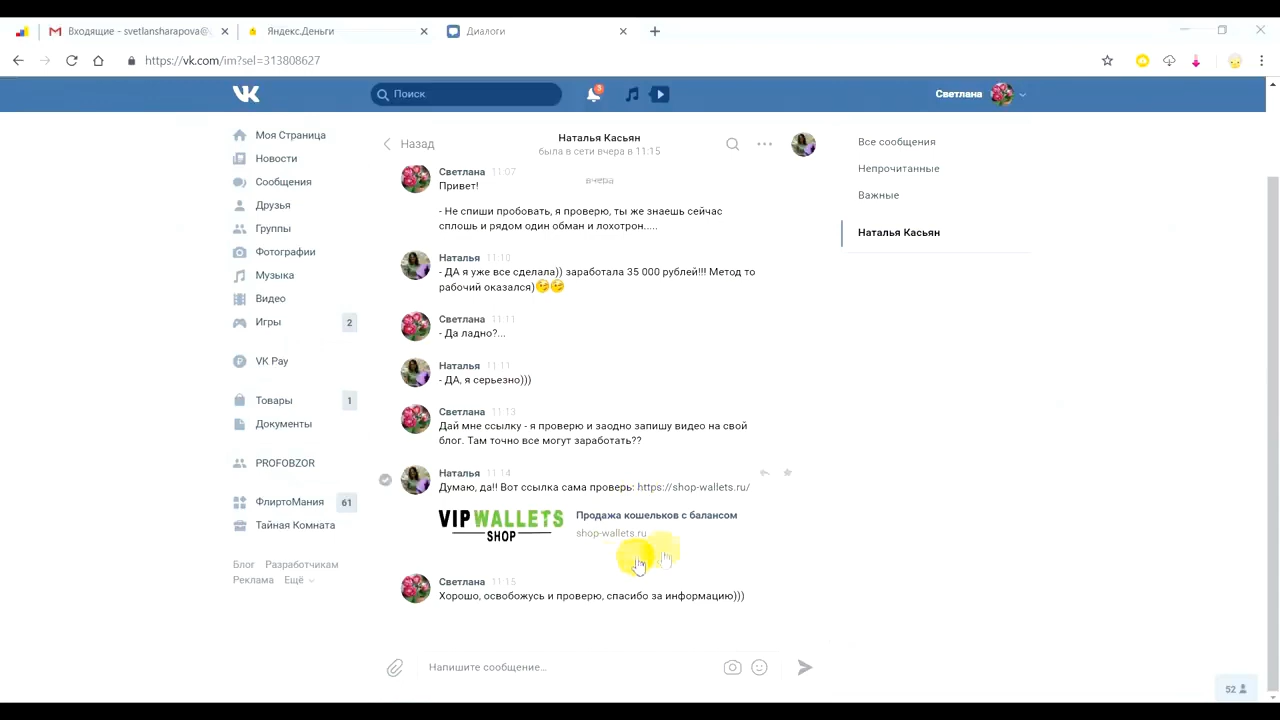 Входящие - svetlansharapova@
Яндекс.Деньги
Диалоги
https://vk.com/im?sel=313808627
Поиск
3
Светлана
Моя Страница
Новости
Сообщения
Друзья
Группы
Фотографии
Музыка
Видео
Игры
2
VK Pay
Товары
1
Документы
PROFOBZOR
ФлиртоМания
61
Тайная Комната
Блог Разработчикам
Реклама Ещё
Назад
Наталья Касьян
была в сети вчера в 11:15
вчера
Светлана 11:07
Привет!
- Не спиши пробовать, я проверю, ты же знаешь сейчас
сплошь и рядом один обман и лохотрон.....
Наталья 11:10
- ДА я уже все сделала)) заработала 35 000 рублей!!! Метод то
рабочий оказался)
Светлана 11:11
- Да ладно?...
Наталья 11:11
- ДА, я серьезно)))
Светлана 11:13
Дай мне ссылку - я проверю и заодно запишу видео на свой
блог. Там точно все могут заработать??
Наталья 11:14
Думаю, да!! Вот ссылка сама проверь: https://shop-wallets.ru/
VIPWALLETS
SHOP
Продажа кошельков с балансом
shop-wallets.ru
Светлана 11:15
Хорошо, освобожусь и проверю, спасибо за информацию)))
Напишите сообщение...
Все сообщения
Непрочитанные
Важные
Наталья Касьян
52